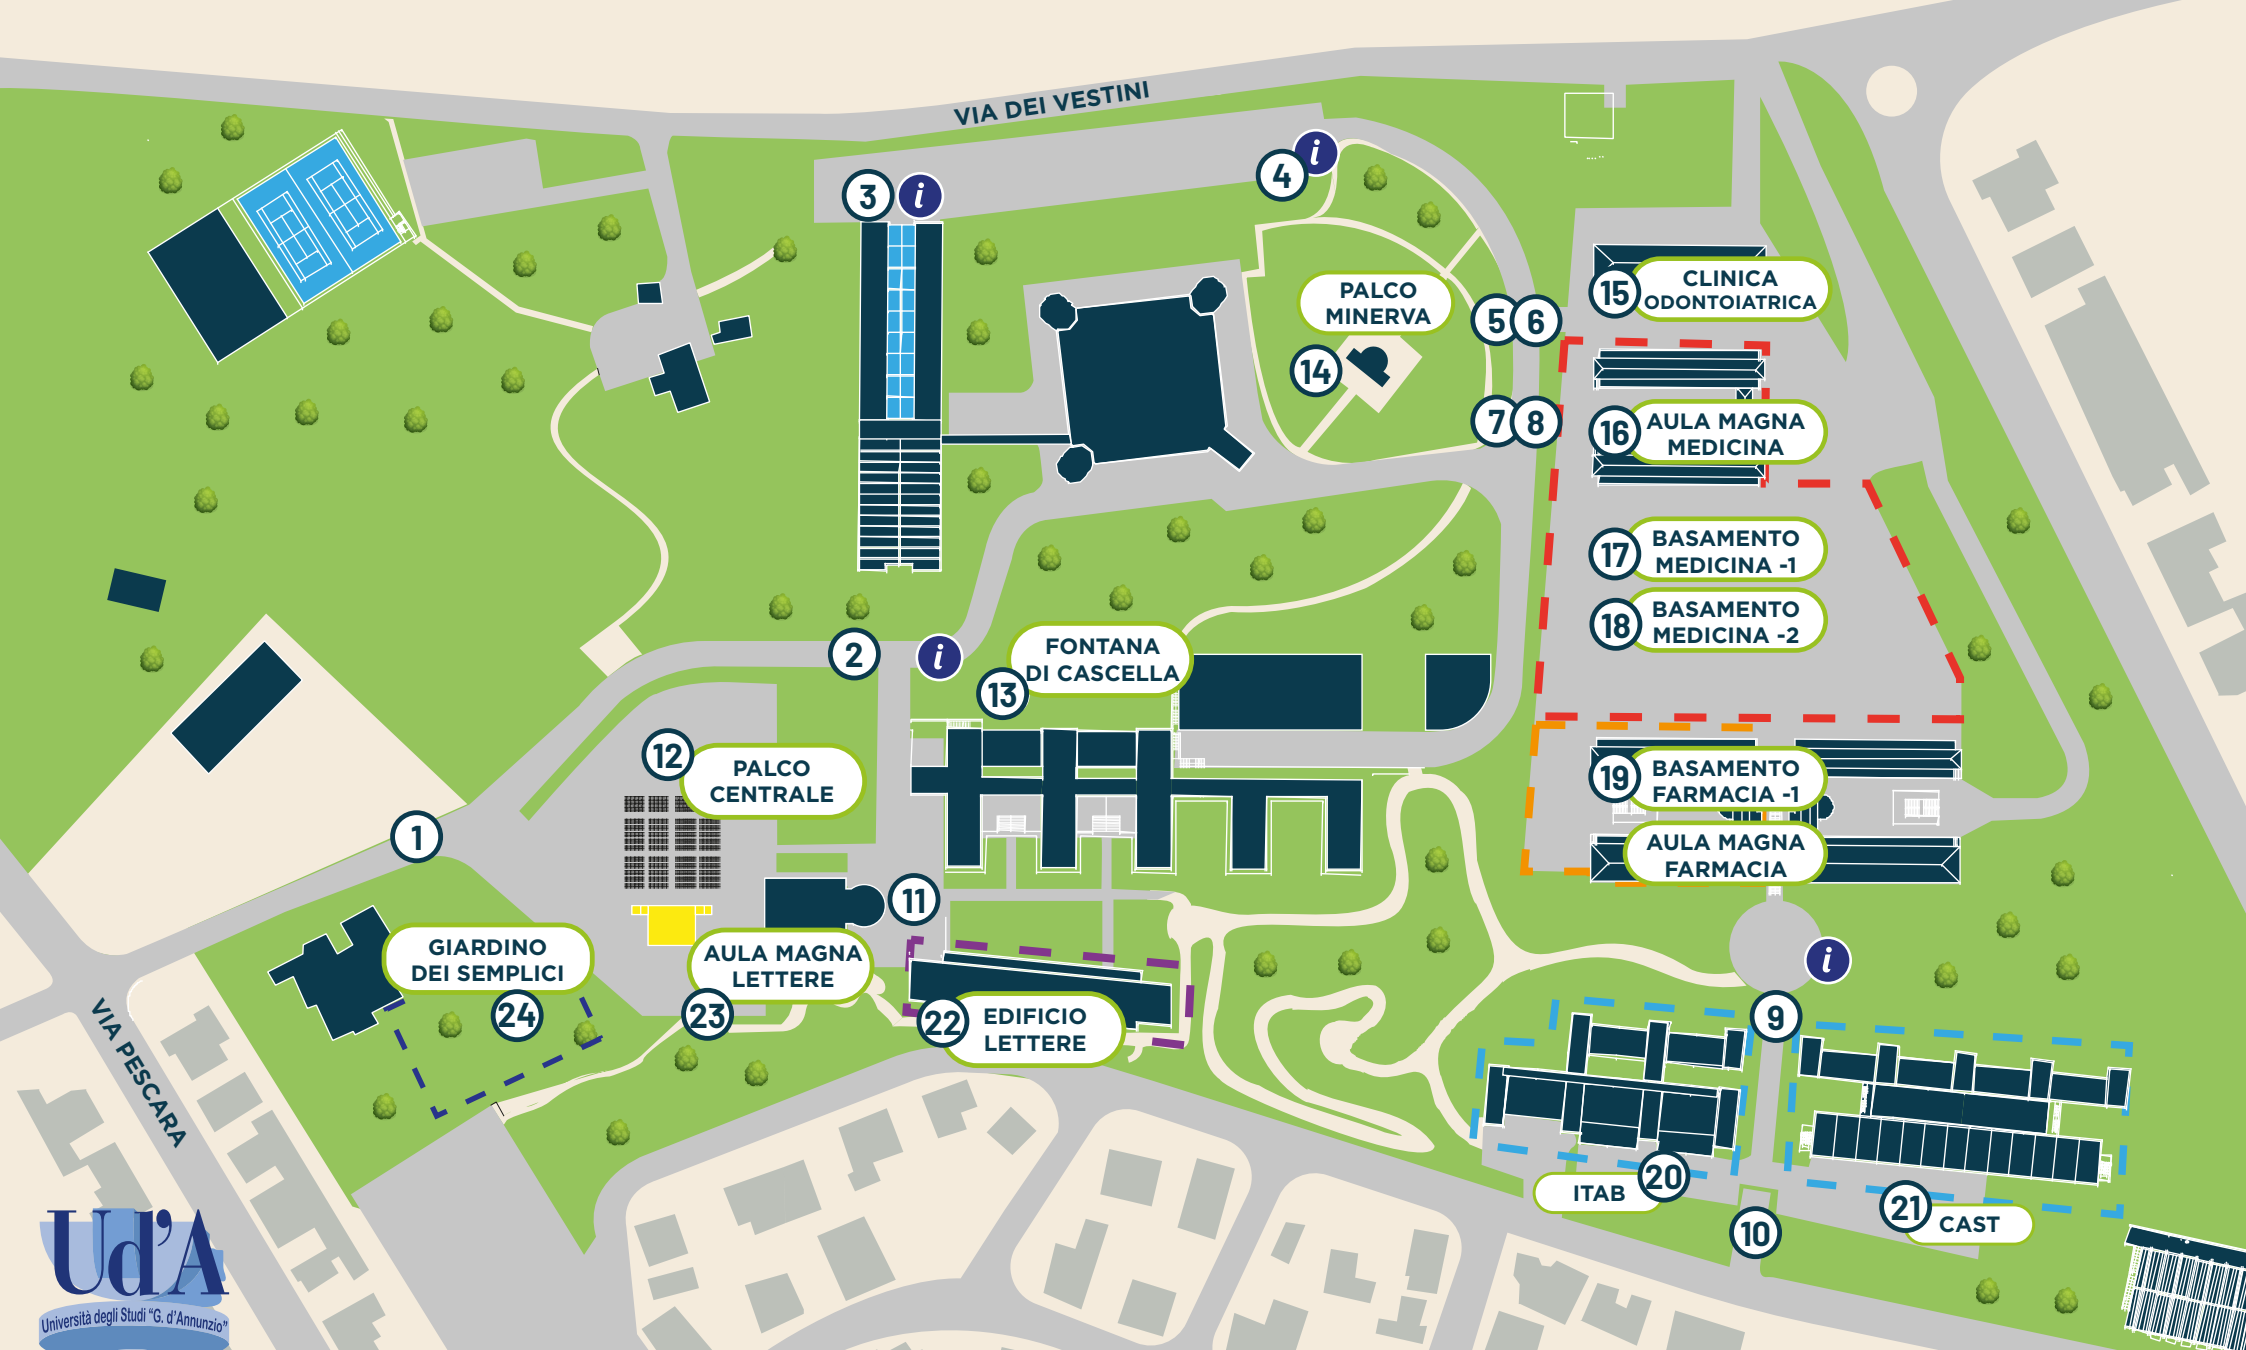 VIA DEI VESTINI
3
i
4
i
15
CLINICA
ODONTOIATRICA
PALCO
MINERVA
5
6
14
7
8
16
AULA MAGNA
MEDICINA
17
BASAMENTO
MEDICINA -1
18
BASAMENTO
MEDICINA -2
2
i
FONTANA
DI CASCELLA
13
12
PALCO
CENTRALE
19
BASAMENTO
FARMACIA -1
1
AULA MAGNA
FARMACIA
11
GIARDINO
DEI SEMPLICI
24
AULA MAGNA
LETTERE
23
22
EDIFICIO
LETTERE
i
9
VIA PESCARA
20
ITAB
21
CAST
10
Ud'A
Università degli Studi “G. d’Annunzio”